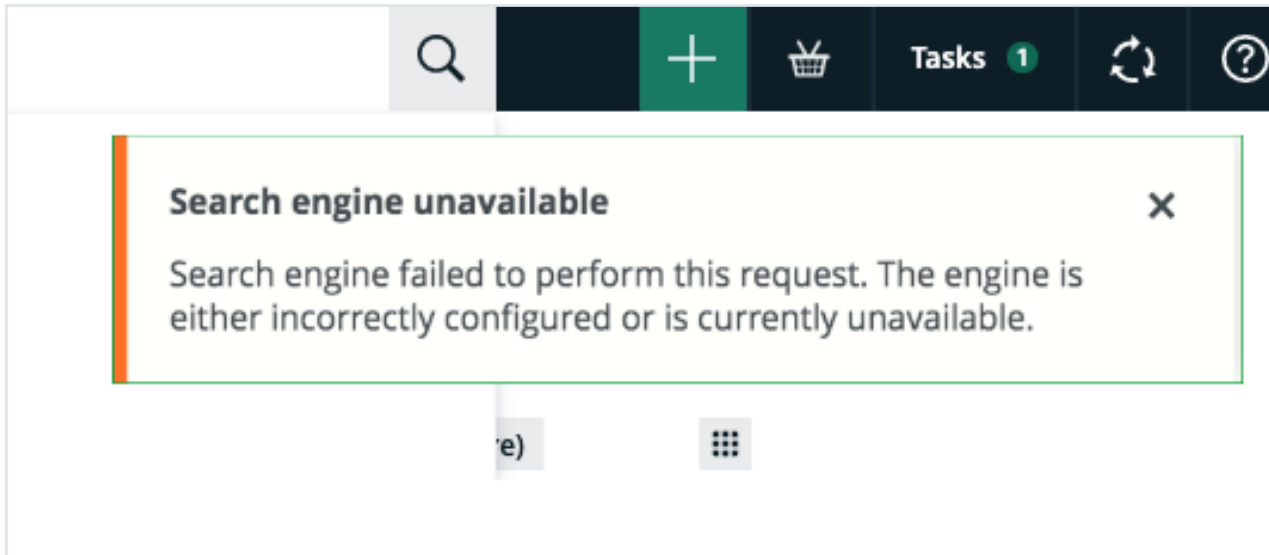 Tasks 1
Search engine unavailable
Search engine failed to perform this request. The engine is
either incorrectly configured or is currently unavailable.
e)